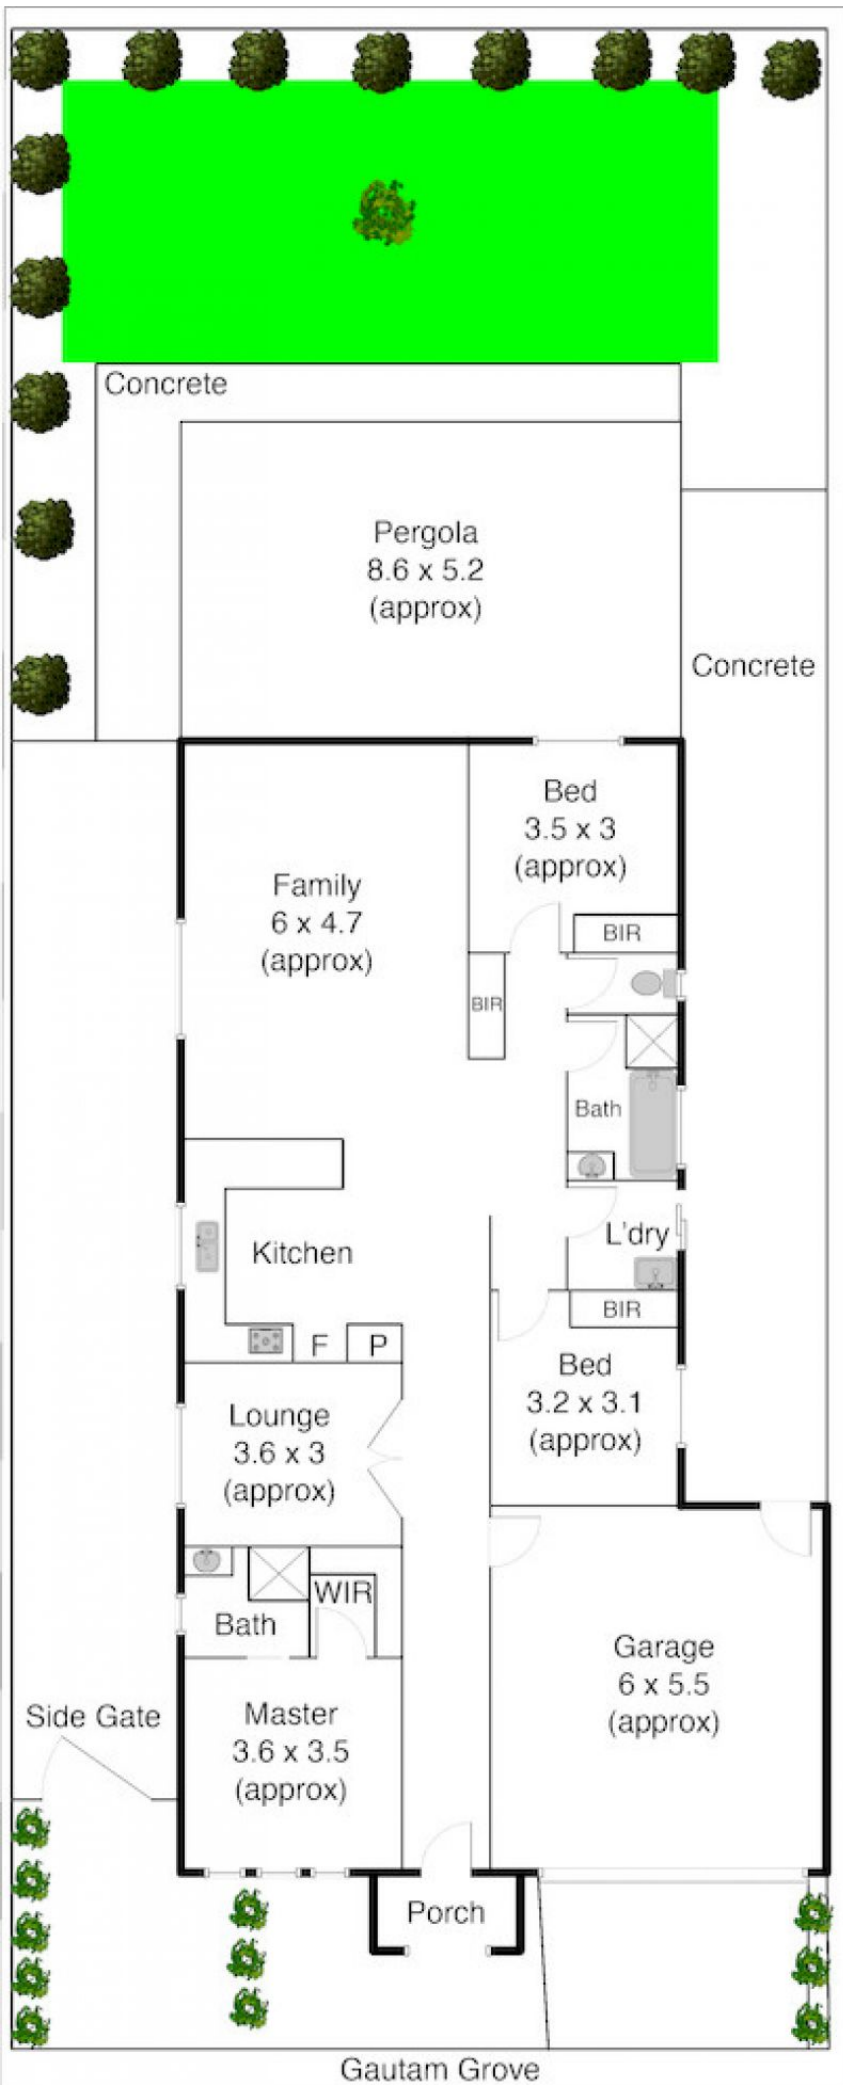 Concrete
Pergola
8.6 x 5.2
(approx)
Concrete
Bed
3.5 x 3
(approx)
Family
6 x 4.7
(approx)
BIR
BIR
Bath
L'dry
Kitchen
BIR
F
P
Bed
3.2 x 3.1
(approx)
Lounge
3.6 x 3
(approx)
WIR
Bath
Garage
6 x 5.5
(approx)
Side Gate
Master
3.6 x 3.5
(approx)
Porch
Gautam Grove